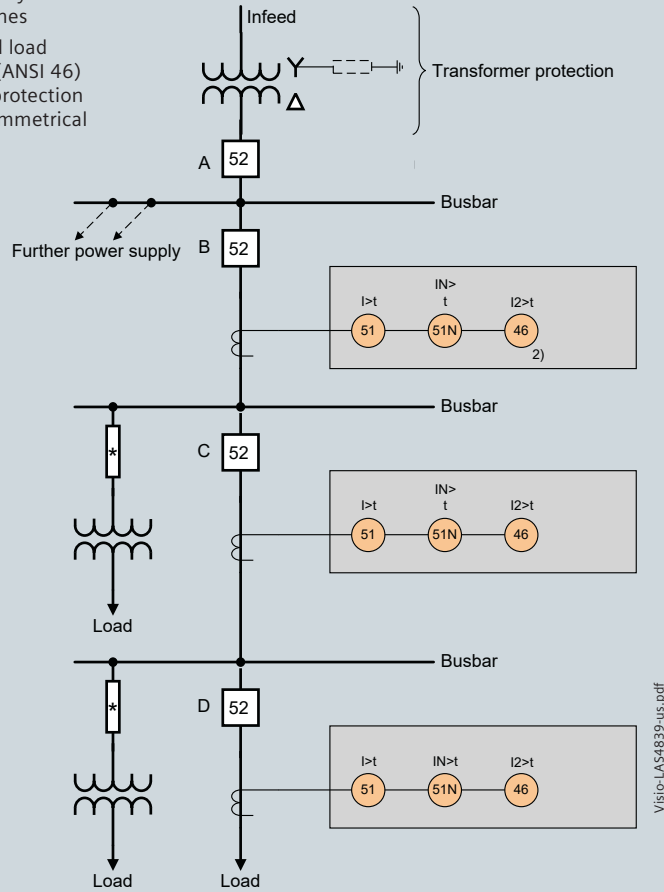 nes
l load
(ANSI 46)
protection
mmetrical
Infeed
Y
Δ
Transformer protection
A
52
Busbar
Further power supply
B
52
I>t
IN>
t
I2>t
51
51N
46
2)
Busbar
*
C
52
I>t
IN>
t
I2>t
51
51N
46
Load
Busbar
*
D
52
I>t
IN>t
I2>t
51
51N
46
Load
Load
Visio-LAS4839-us.pdf